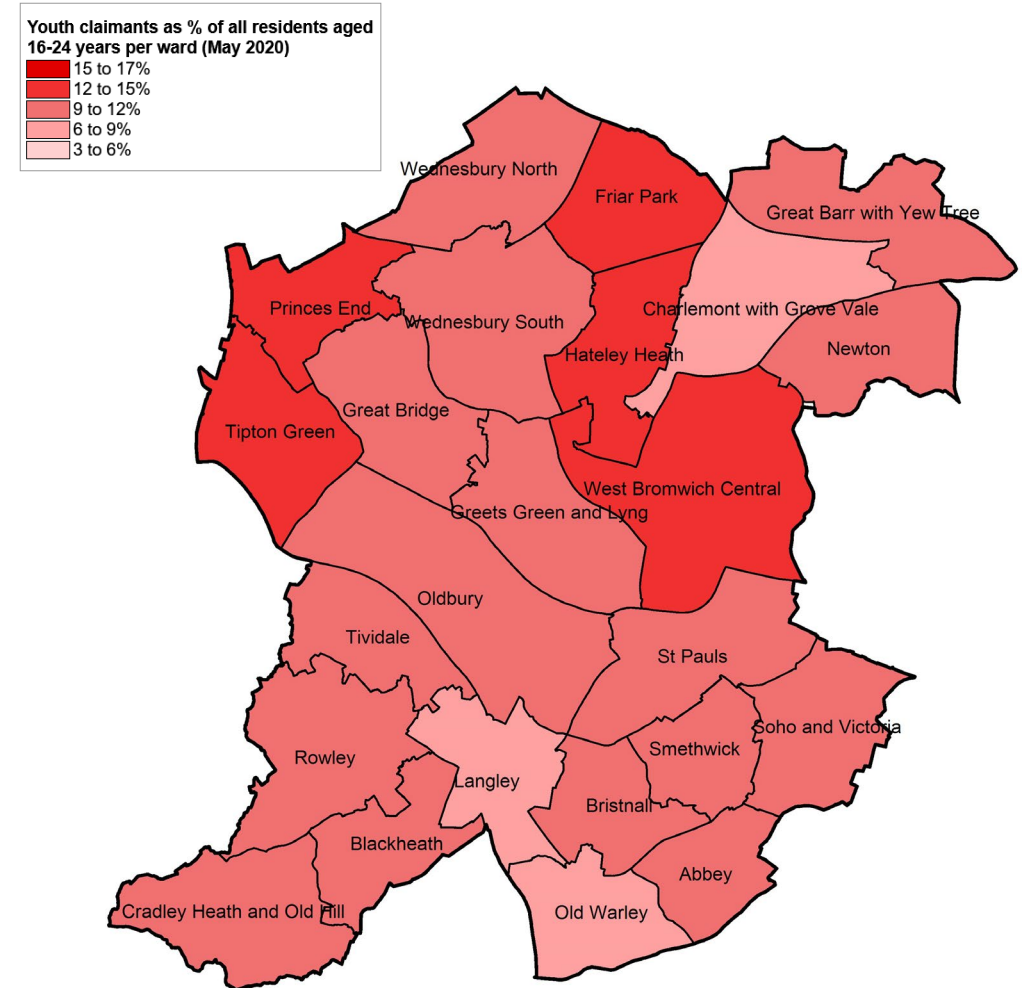 Youth claimants as % of all residents aged
16-24 years per ward (May 2020)
15 to 17%
12 to 15%
9 to 12%
6 to 9%
3 to 6%
Wednesbury North
Friar Park
Great Barr with Yew Tree
Princes End
Wednesbury South
Charlemont with Grove Vale
Hateley Heath
Newton
Great Bridge
Tipton Green
West Bromwich Central
Greets Green and Lyng
Oldbury
Tividale
St Pauls
Soho and Victoria
Smethwick
Rowley
Langley
Bristnall
Blackheath
Abbey
Cradley Heath and Old Hill
Old Warley